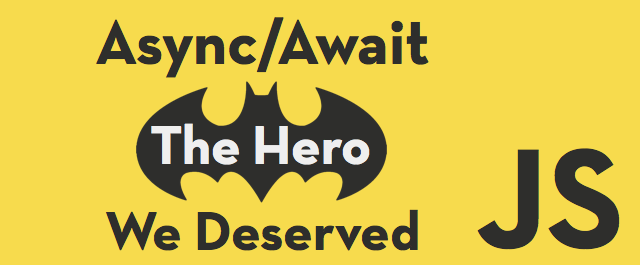 Async/Await
The Hero
We Deserved
JS